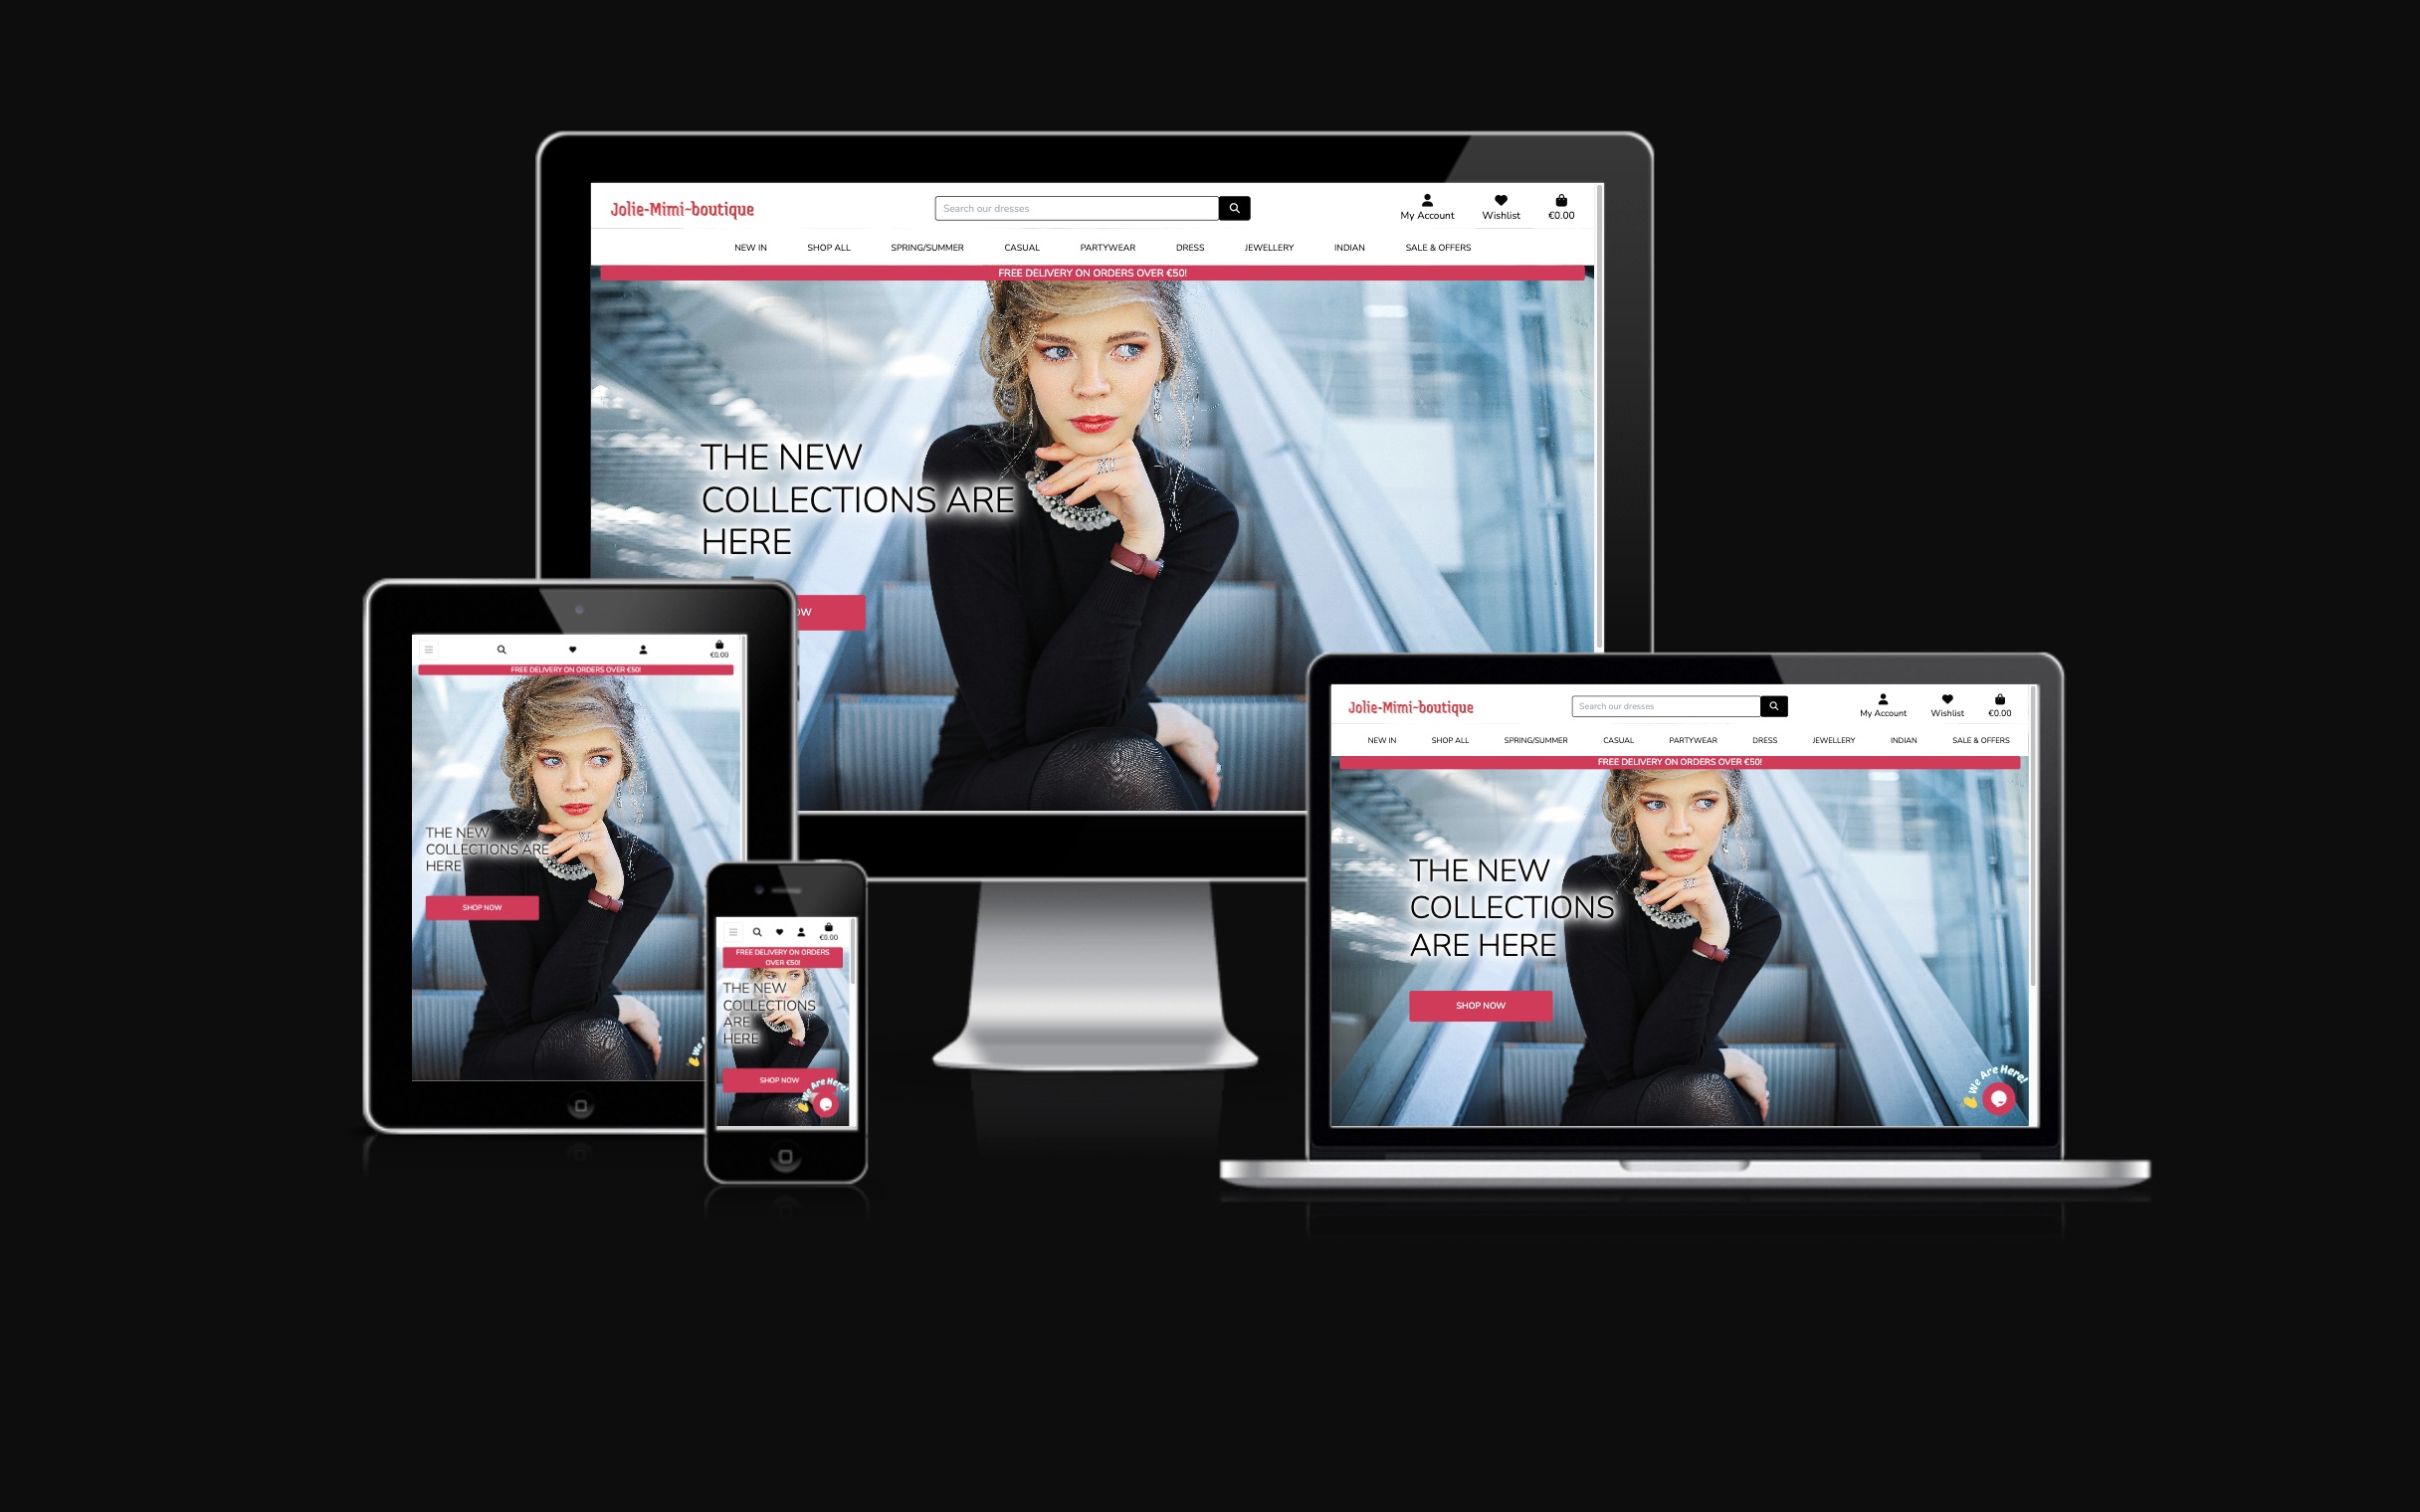 Jolie-Mimi-boutique
Search our dresses
My Account Wishlist €0.00
NEW IN SHOP ALL SPRING/SUMMER CASUAL PARTYWEAR DRESS JEWELLERY INDIAN SALE & OFFERS
FREE DELIVERY ON ORDERS OVER €50!
THE NEW
COLLECTIONS ARE
HERE
OW
€0.00
FREE DELIVERY ON ORDERS OVER €50!
THE NEW
COLLECTIONS ARE
HERE
SHOP NOW
We
€0.00
FREE DELIVERY ON ORDERS
OVER €50!
THE NEW
COLLECTIONS
ARE
HERE
SHOP NOW
We Are Here!
Jolie-Mimi-boutique
Search our dresses
My Account Wishlist €0.00
NEW IN SHOP ALL SPRING/SUMMER CASUAL PARTYWEAR DRESS JEWELLERY INDIAN SALE & OFFERS
FREE DELIVERY ON ORDERS OVER €50!
THE NEW
COLLECTIONS
ARE HERE
SHOP NOW
We Are Here!